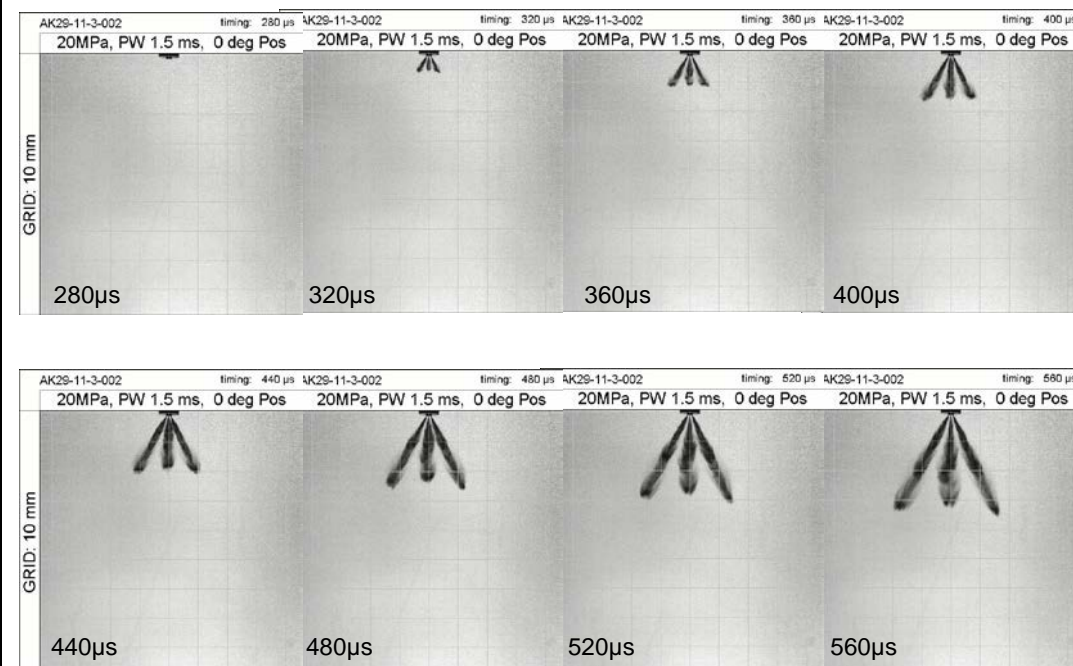 AK29-11-3-002 timing: 280 µs AK29-11-3-002 timing: 320 µs AK29-11-3-002 timing: 360 µs AK29-11-3-002 timing: 400 µs
20MPa, PW 1.5 ms, 0 deg Pos 20MPa, PW 1.5 ms, 0 deg Pos 20MPa, PW 1.5 ms, 0 deg Pos 20MPa, PW 1.5 ms, 0 deg Pos
GRID: 10 mm
280µs 320µs 360µs 400µs
AK29-11-3-002 timing: 440 µs AK29-11-3-002 timing: 480 µs AK29-11-3-002 timing: 520 µs AK29-11-3-002 timing: 560 µs
20MPa, PW 1.5 ms, 0 deg Pos 20MPa, PW 1.5 ms, 0 deg Pos 20MPa, PW 1.5 ms, 0 deg Pos 20MPa, PW 1.5 ms, 0 deg Pos
GRID: 10 mm
440µs 480µs 520µs 560µs